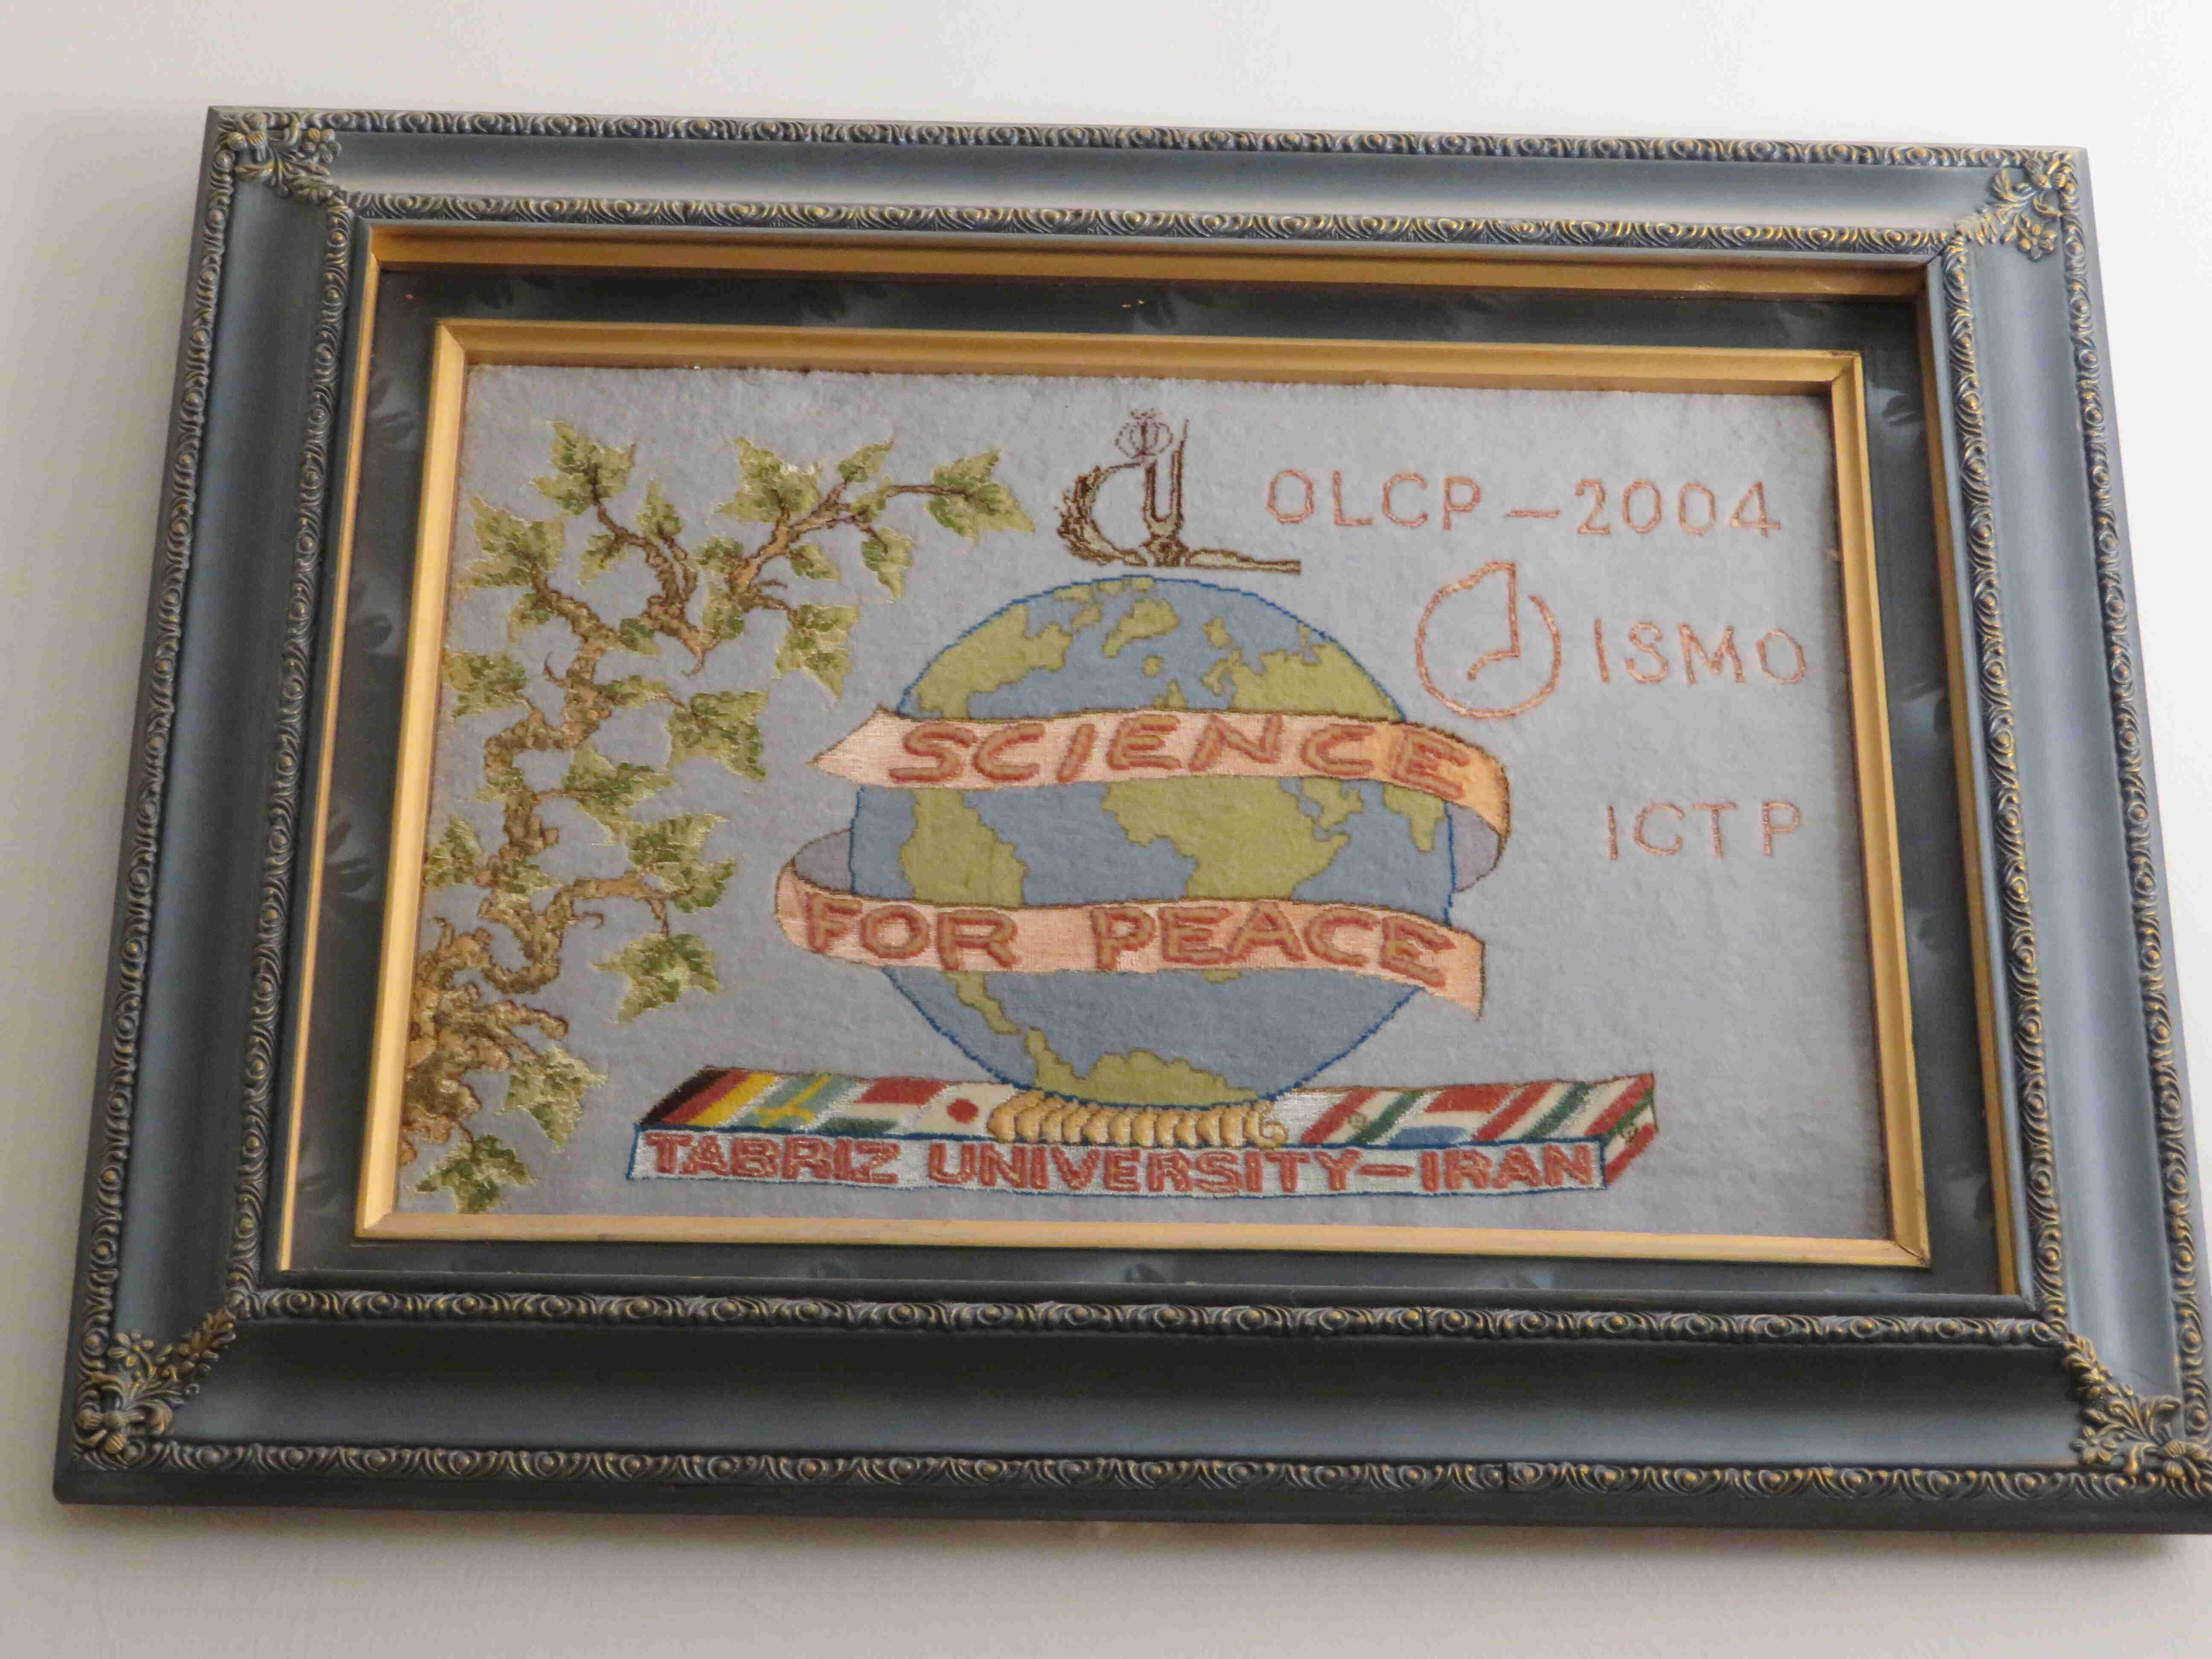 OLCP-2004
ISMO
SCIENCE
ICTP
FOR PEACE
TABRIZ UNIVERSITY-IRAN